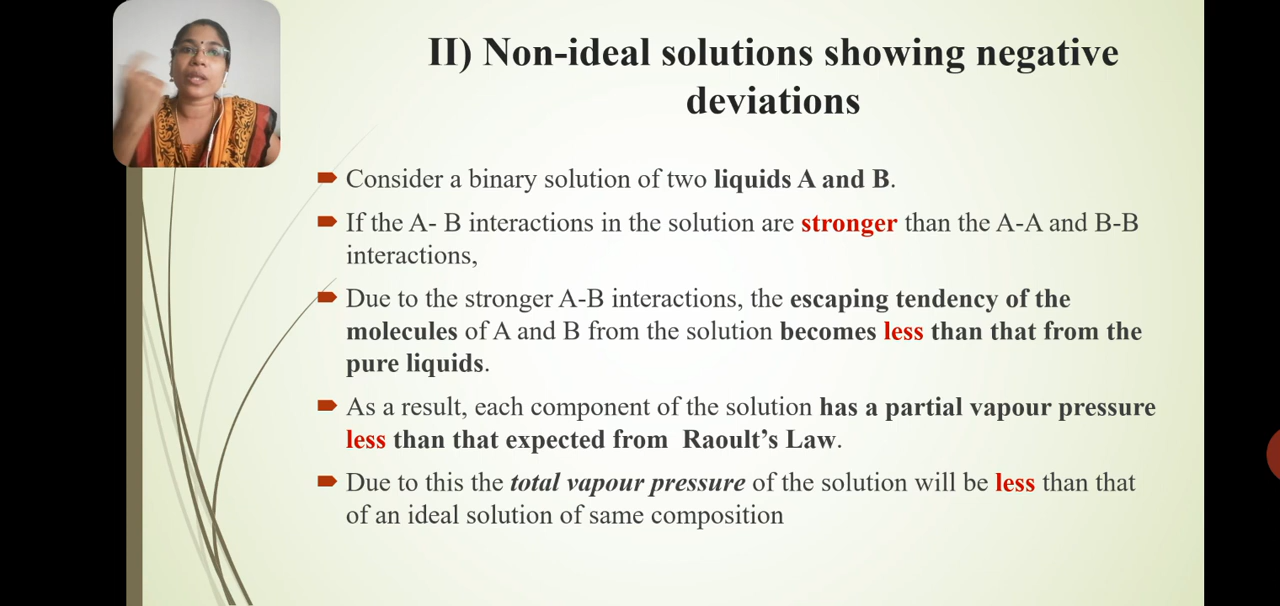 II) Non-ideal solutions showing negative
deviations
Consider a binary solution of two liquids A and B.
If the A- B interactions in the solution are stronger than the A-A and B-B
interactions,
Due to the stronger A-B interactions, the escaping tendency of the
molecules of A and B from the solution becomes less than that from the
pure liquids.
As a result, each component of the solution has a partial vapour pressure
less than that expected from  Raoult’s Law.
Due to this the total vapour pressure of the solution will be less than that
of an ideal solution of same composition